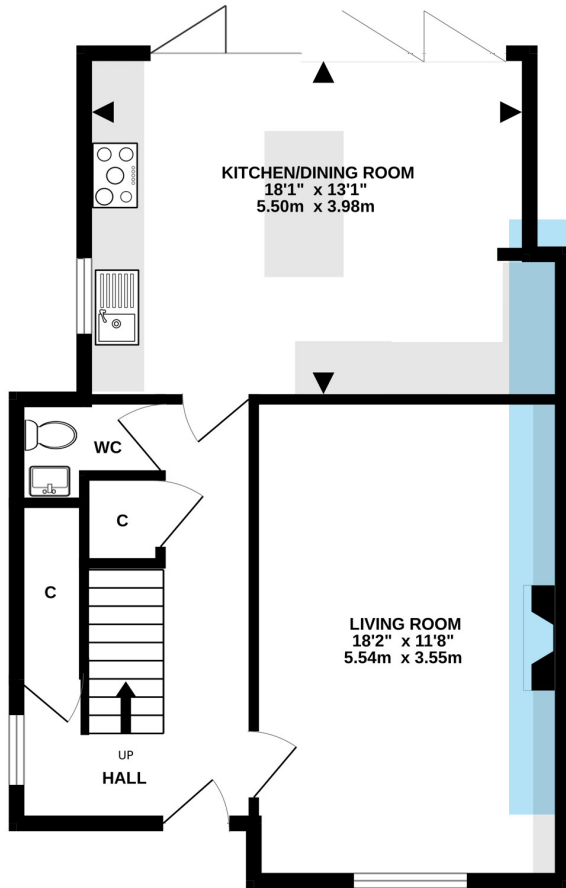 KITCHEN/DINING ROOM
18'1" x 13'1"
5.50m x 3.98m
WC
C
C
LIVING ROOM
18'2" x 11'8"
5.54m x 3.55m
UP
HALL